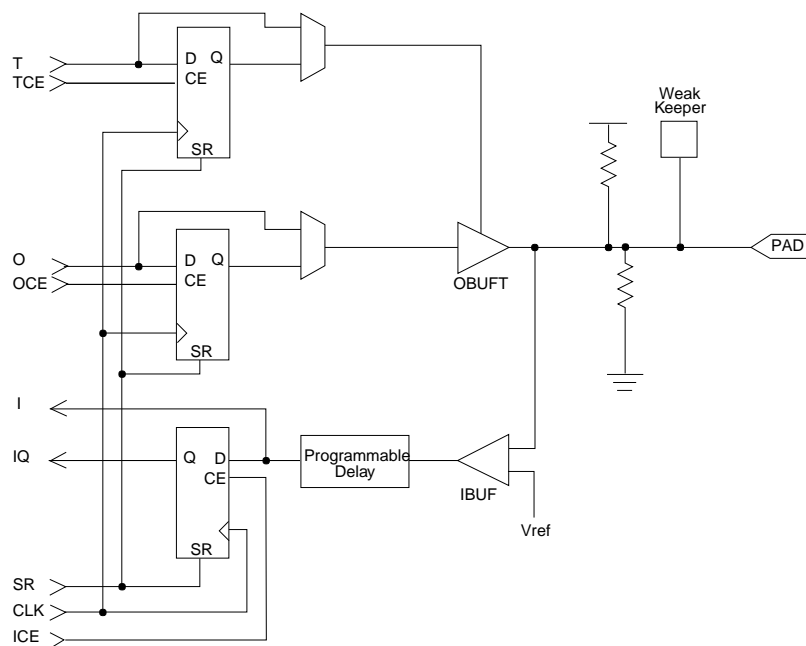 T
TCE
D Q
CE
SR
Weak
Keeper
O
OCE
D Q
CE
SR
OBUFT
PAD
I
IQ
Q D
CE
SR
Programmable
Delay
IBUF
Vref
SR
CLK
ICE